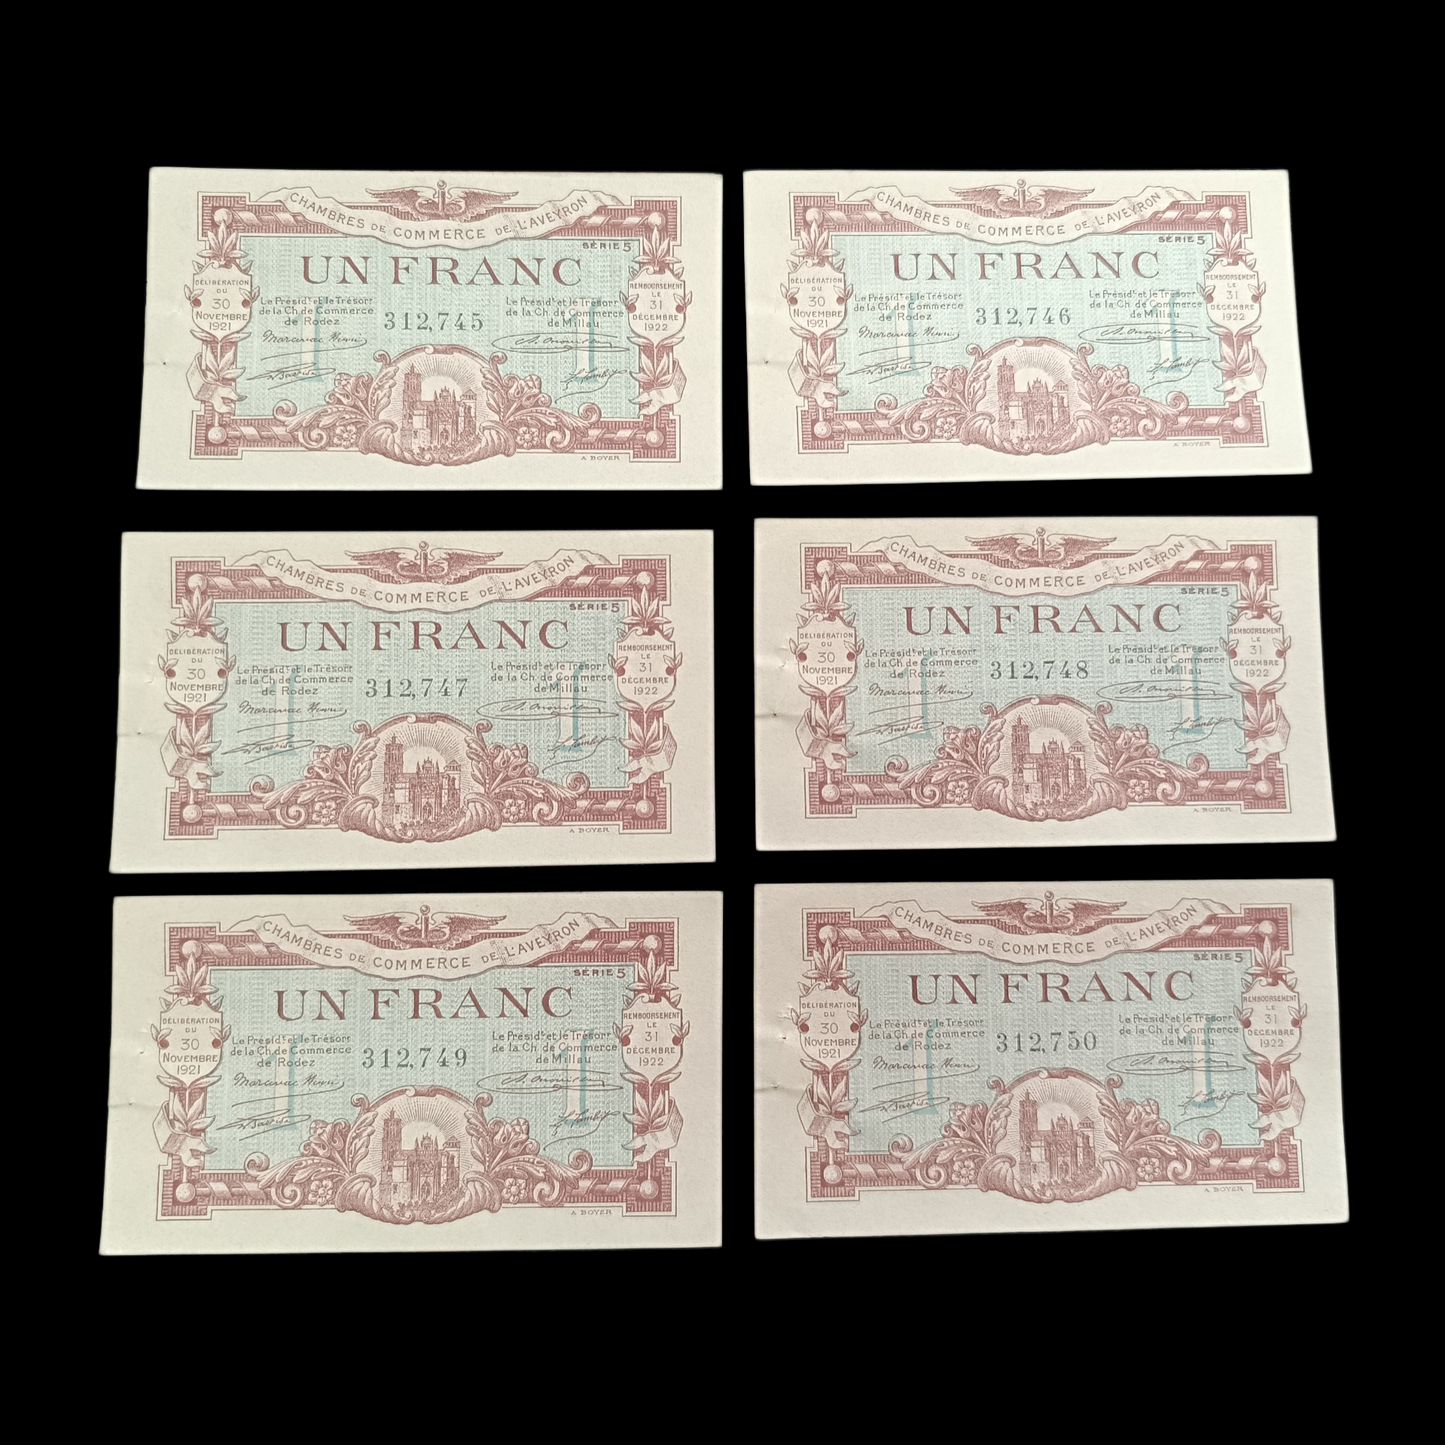 CHAMBRES DE COMMERCE DE L'AVEYRON
SÉRIE 5
UN FRANC
DÉLIBÉRATION
DU
30
NOVEMBRE
1921
Le Présidt et le Trésorr
de la Ch. de Commerce
de Rodez
312,745
Le Présidt et le Trésorr
de la Ch. de Commerce
de Millau
REMBOURSEMENT
LE
31
DÉCEMBRE
1922
1 1
A BOYER
CHAMBRES DE COMMERCE DE L'AVEYRON
SÉRIE 5
UN FRANC
DÉLIBÉRATION
DU
30
NOVEMBRE
1921
Le Présidt et le Trésorr
de la Ch. de Commerce
de Rodez
312,746
Le Présidt et le Trésorr
de la Ch. de Commerce
de Millau
REMBOURSEMENT
LE
31
DÉCEMBRE
1922
1 1
A BOYER
CHAMBRES DE COMMERCE DE L'AVEYRON
SÉRIE 5
UN FRANC
DÉLIBÉRATION
DU
30
NOVEMBRE
1921
Le Présidt et le Trésorr
de la Ch. de Commerce
de Rodez
312,747
Le Présidt et le Trésorr
de la Ch. de Commerce
de Millau
REMBOURSEMENT
LE
31
DÉCEMBRE
1922
1 1
A BOYER
CHAMBRES DE COMMERCE DE L'AVEYRON
SÉRIE 5
UN FRANC
DÉLIBÉRATION
DU
30
NOVEMBRE
1921
Le Présidt et le Trésorr
de la Ch. de Commerce
de Rodez
312,748
Le Présidt et le Trésorr
de la Ch. de Commerce
de Millau
REMBOURSEMENT
LE
31
DÉCEMBRE
1922
1 1
A BOYER
CHAMBRES DE COMMERCE DE L'AVEYRON
SÉRIE 5
UN FRANC
DÉLIBÉRATION
DU
30
NOVEMBRE
1921
Le Présidt et le Trésorr
de la Ch. de Commerce
de Rodez
312,749
Le Présidt et le Trésorr
de la Ch. de Commerce
de Millau
REMBOURSEMENT
LE
31
DÉCEMBRE
1922
1 1
A BOYER
CHAMBRES DE COMMERCE DE L'AVEYRON
SÉRIE 5
UN FRANC
DÉLIBÉRATION
DU
30
NOVEMBRE
1921
Le Présidt et le Trésorr
de la Ch. de Commerce
de Rodez
312,750
Le Présidt et le Trésorr
de la Ch. de Commerce
de Millau
REMBOURSEMENT
LE
31
DÉCEMBRE
1922
1 1
A BOYER